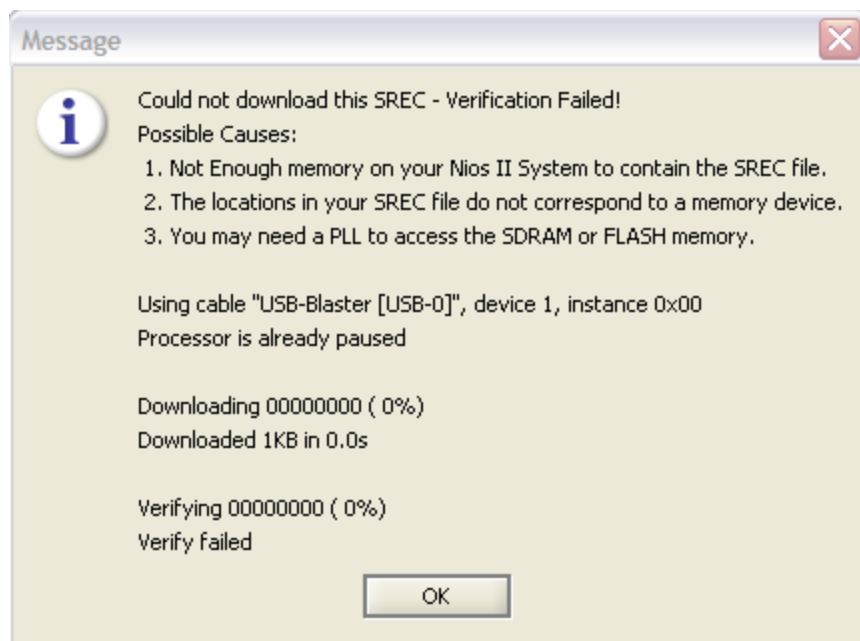 Message
Could not download this SREC - Verification Failed!
Possible Causes:
1. Not Enough memory on your Nios II System to contain the SREC file.
2. The locations in your SREC file do not correspond to a memory device.
3. You may need a PLL to access the SDRAM or FLASH memory.
Using cable "USB-Blaster [USB-0]", device 1, instance 0x00
Processor is already paused
Downloading 00000000 ( 0%)
Downloaded 1KB in 0.0s
Verifying 00000000 ( 0%)
Verify failed
OK